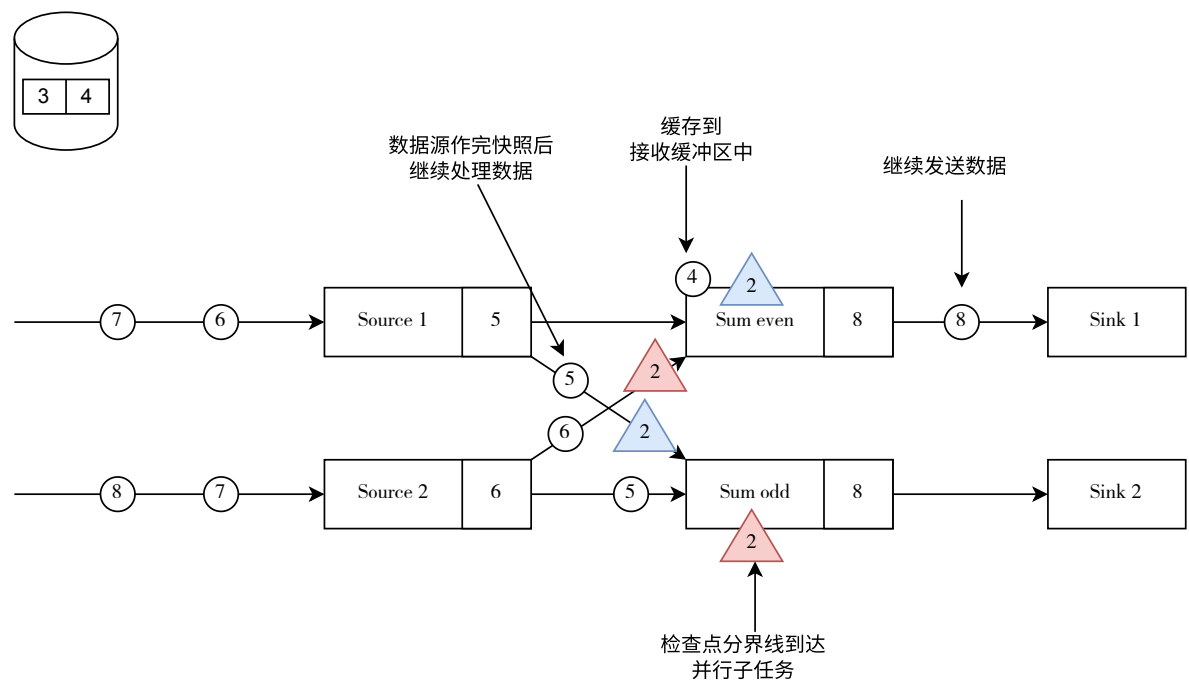 3 4
数据源作完快照后
继续处理数据
缓存到
接收缓冲区中
继续发送数据
4 2
7 6 Source 1 5 Sum even 8 8 Sink 1
5 2
6 2
8 7 Source 2 6 5 Sum odd 8 Sink 2
2
检查点分界线到达
并行子任务